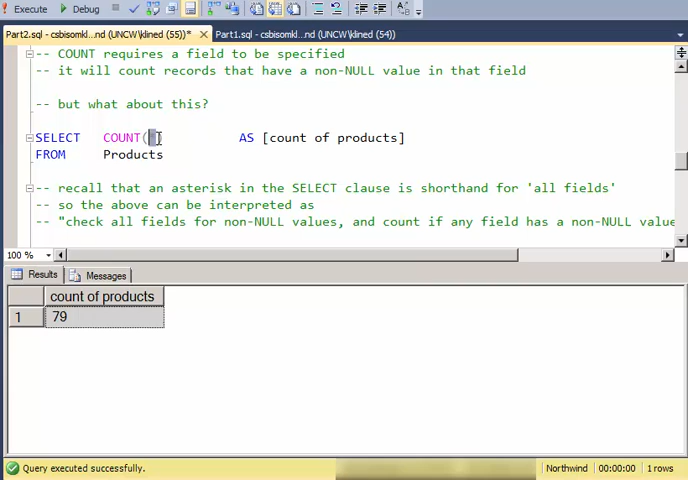 Execute Debug
Part2.sql - csbisomkl...nd (UNCW\klined (55))* Part1.sql - csbisomkl...nd (UNCW\klined (54))
-- COUNT requires a field to be specified
-- it will count records that have a non-NULL value in that field
-- but what about this?
SELECT COUNT(*) AS [count of products]
FROM Products
-- recall that an asterisk in the SELECT clause is shorthand for 'all fields'
-- so the above can be interpreted as
-- "check all fields for non-NULL values, and count if any field has a non-NULL value
100 %
Results Messages
count of products
1 79
Query executed successfully. Northwind 00:00:00 1 rows